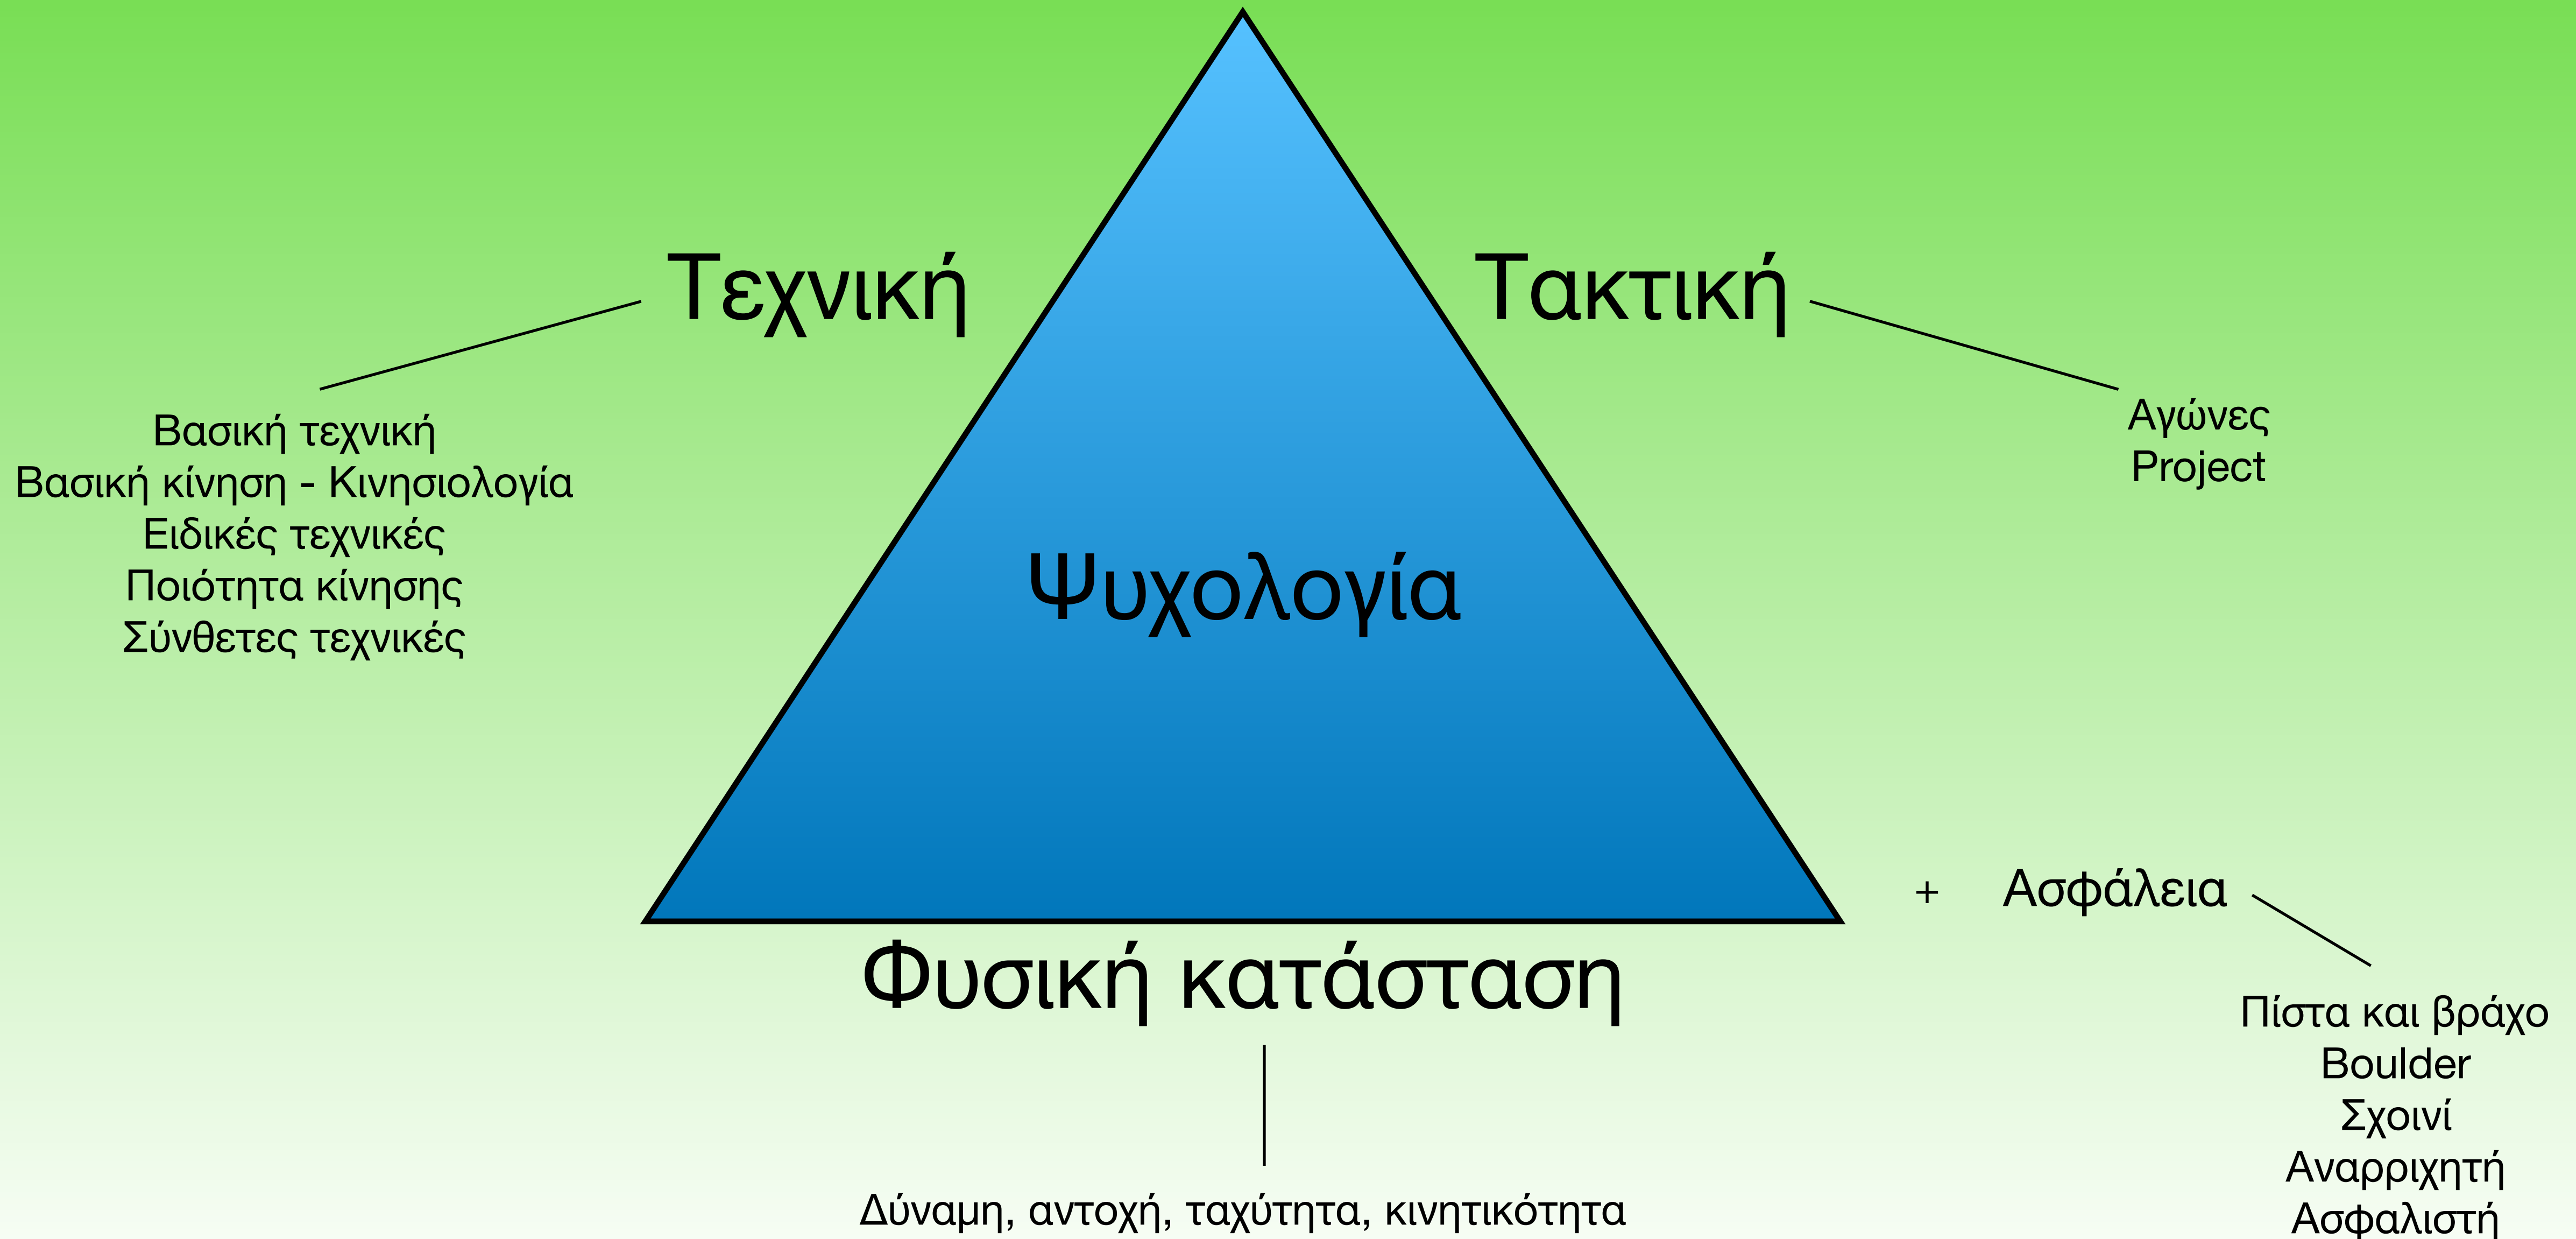 Τεχνική
Τακτική
Βασική τεχνική
Βασική κίνηση - Κινησιολογία
Ειδικές τεχνικές
Ποιότητα κίνησης
Σύνθετες τεχνικές
Αγώνες
Project
Ψυχολογία
+ Ασφάλεια
Φυσική κατάσταση
Πίστα και βράχο
Boulder
Σχοινί
Αναρριχητή
Ασφαλιστή
Δύναμη, αντοχή, ταχύτητα, κινητικότητα